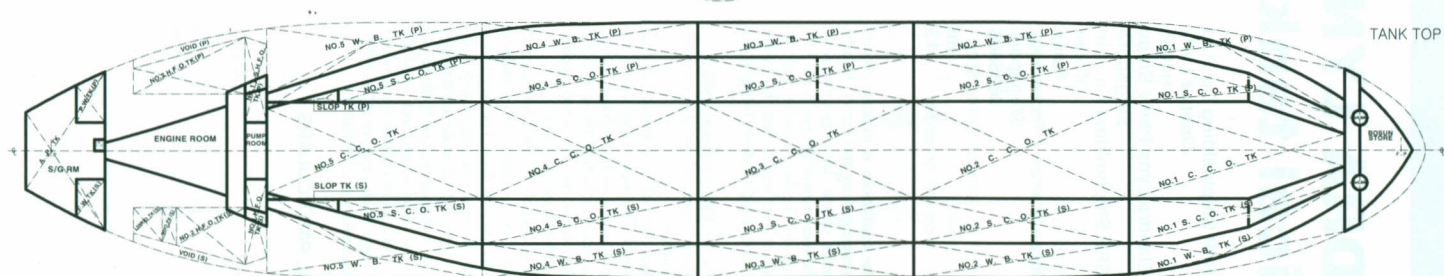 TANK TOP
VOID (P)
NO.5 W. B. TK (P)
NO.4 W. B. TK (P)
NO.3 W. B. TK (P)
NO.2 W. B. TK (P)
NO.1 W. B. TK (P)
NO.5 S. C. O. TK (P)
NO.4 S. C. O. TK (P)
NO.3 S. C. O. TK (P)
NO.2 S. C. O. TK (P)
NO.1 S. C. O. TK (P)
SLOP TK (P)
ENGINE ROOM
PUMP
ROOM
BOSUN
STORE
S/G RM
NO.5 C. C. O. TK
NO.4 C. C. O. TK
NO.3 C. C. O. TK
NO.2 C. C. O. TK
NO.1 C. C. O. TK
SLOP TK (S)
NO.5 S. C. O. TK (S)
NO.4 S. C. O. TK (S)
NO.3 S. C. O. TK (S)
NO.2 S. C. O. TK (S)
NO.1 S. C. O. TK (S)
NO.2 H.F.O.TK(S)
VOID (S)
NO.5 W. B. TK (S)
NO.4 W. B. TK (S)
NO.3 W. B. TK (S)
NO.2 W. B. TK (S)
NO.1 W. B. TK (S)